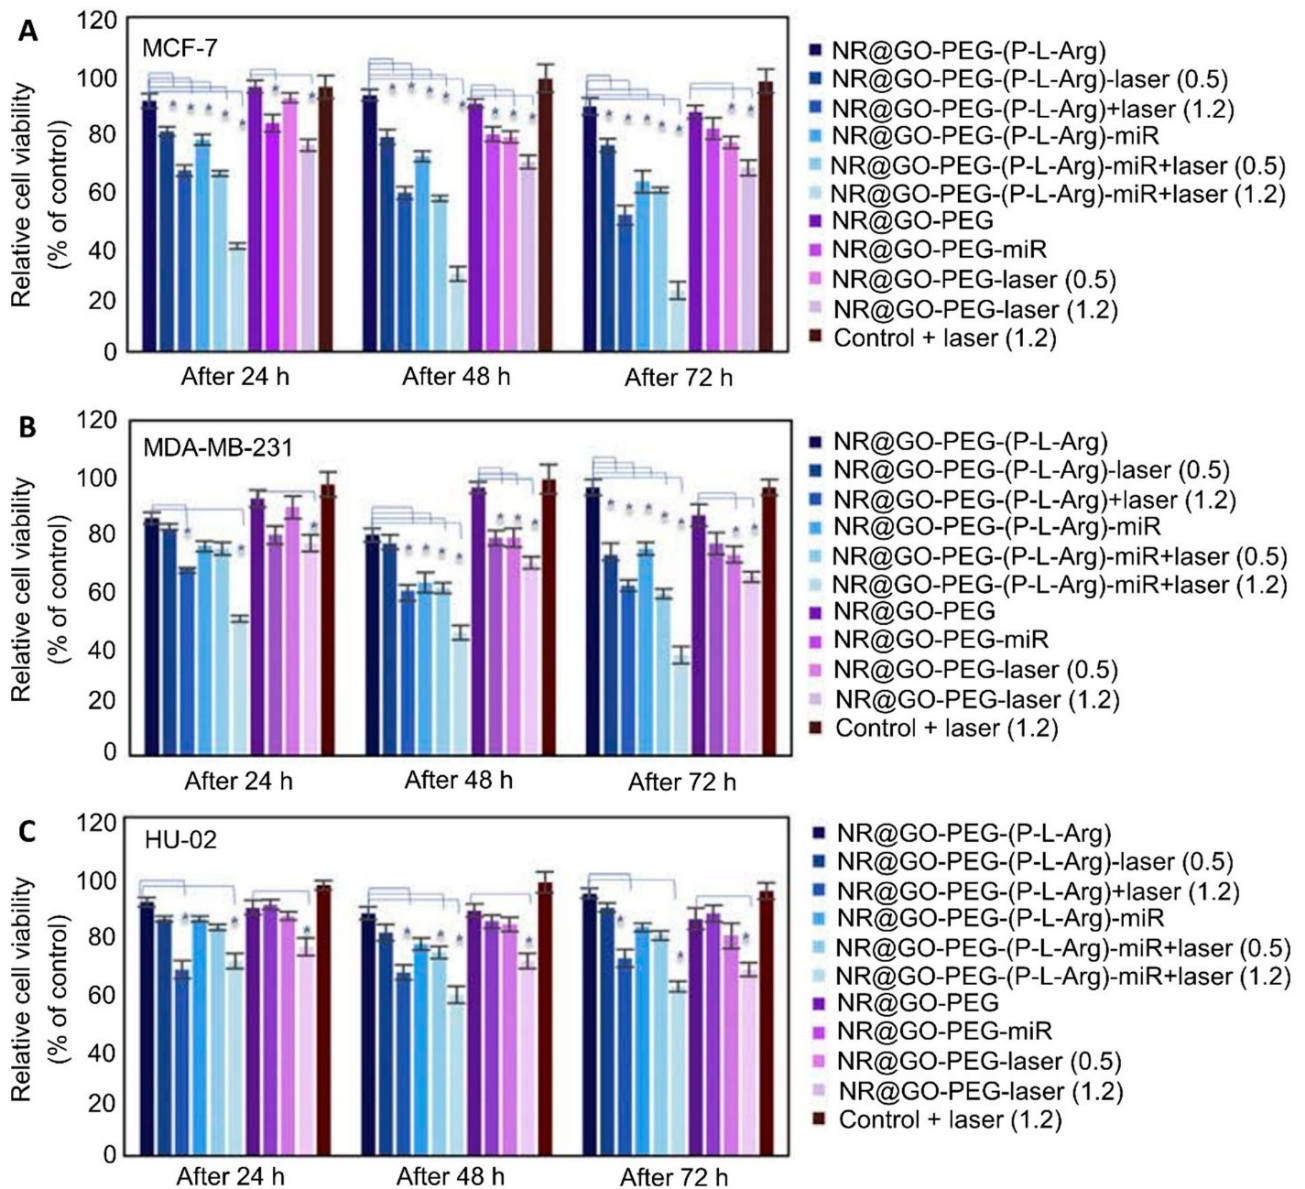 A
MCF-7
120
100
80
60
40
20
0
Relative cell viability
(% of control)
After 24 h
After 48 h
After 72 h
NR@GO-PEG-(P-L-Arg)
NR@GO-PEG-(P-L-Arg)-laser (0.5)
NR@GO-PEG-(P-L-Arg)+laser (1.2)
NR@GO-PEG-(P-L-Arg)-miR
NR@GO-PEG-(P-L-Arg)-miR+laser (0.5)
NR@GO-PEG-(P-L-Arg)-miR+laser (1.2)
NR@GO-PEG
NR@GO-PEG-miR
NR@GO-PEG-laser (0.5)
NR@GO-PEG-laser (1.2)
Control + laser (1.2)
B
MDA-MB-231
120
100
80
60
40
20
0
Relative cell viability
(% of control)
After 24 h
After 48 h
After 72 h
NR@GO-PEG-(P-L-Arg)
NR@GO-PEG-(P-L-Arg)-laser (0.5)
NR@GO-PEG-(P-L-Arg)+laser (1.2)
NR@GO-PEG-(P-L-Arg)-miR
NR@GO-PEG-(P-L-Arg)-miR+laser (0.5)
NR@GO-PEG-(P-L-Arg)-miR+laser (1.2)
NR@GO-PEG
NR@GO-PEG-miR
NR@GO-PEG-laser (0.5)
NR@GO-PEG-laser (1.2)
Control + laser (1.2)
C
HU-02
120
100
80
60
40
20
0
Relative cell viability
(% of control)
After 24 h
After 48 h
After 72 h
NR@GO-PEG-(P-L-Arg)
NR@GO-PEG-(P-L-Arg)-laser (0.5)
NR@GO-PEG-(P-L-Arg)+laser (1.2)
NR@GO-PEG-(P-L-Arg)-miR
NR@GO-PEG-(P-L-Arg)-miR+laser (0.5)
NR@GO-PEG-(P-L-Arg)-miR+laser (1.2)
NR@GO-PEG
NR@GO-PEG-miR
NR@GO-PEG-laser (0.5)
NR@GO-PEG-laser (1.2)
Control + laser (1.2)